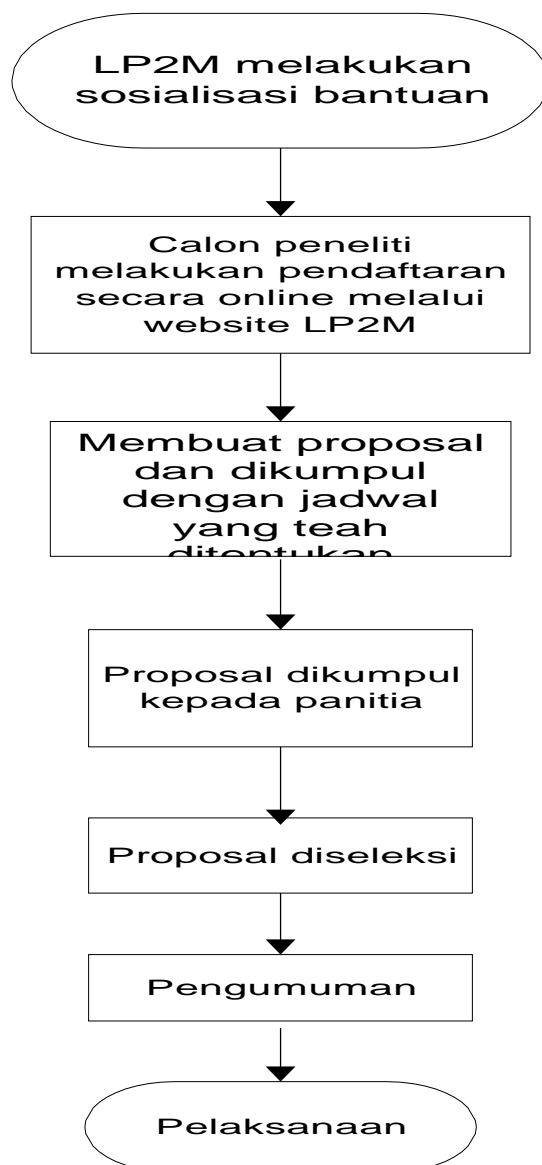 LP2M melakukan
sosialisasi bantuan
Calon peneliti
melakukan pendaftaran
secara online melalui
website LP2M
Membuat proposal
dan dikumpul
dengan jadwal
yang teah
ditentukan
Proposal dikumpul
kepada panitia
Proposal diseleksi
Pengumuman
Pelaksanaan